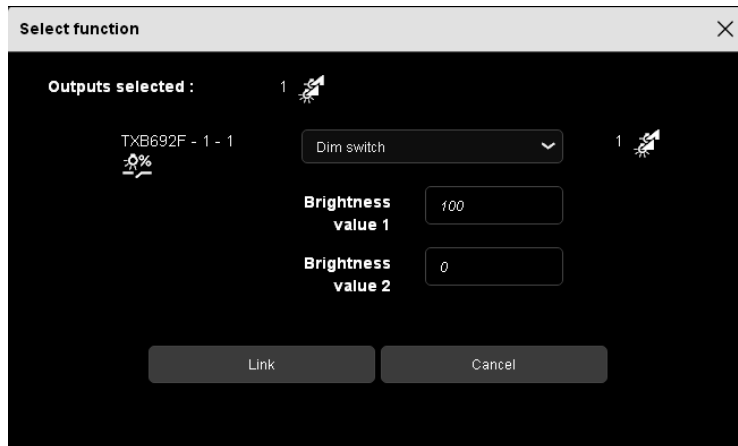 Select function
Outputs selected : 1
TXB692F - 1 - 1 Dim switch 1
%
Brightness value 1 100
Brightness value 2 0
Link Cancel